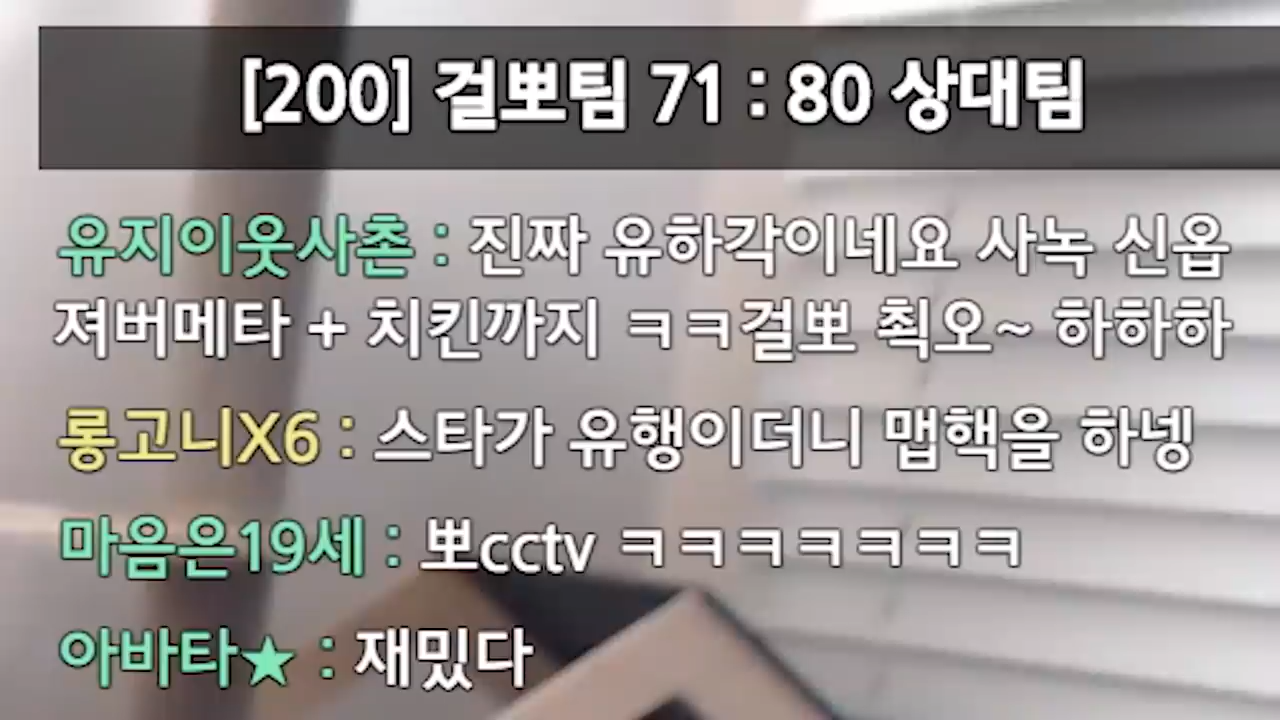 [200] 걸뽀팀 71 : 80 상대팀
유지이웃사촌 : 진짜 유하각이네요 사녹 신옵
져버메타 + 치킨까지 ㅋㅋ걸뽀 쵝오~ 하하하
롱고니X6 : 스타가 유행이더니 맵핵을 하넹
마음은19세 : 뽀cctv ㅋㅋㅋㅋㅋㅋㅋ
아바타★ : 재밌다